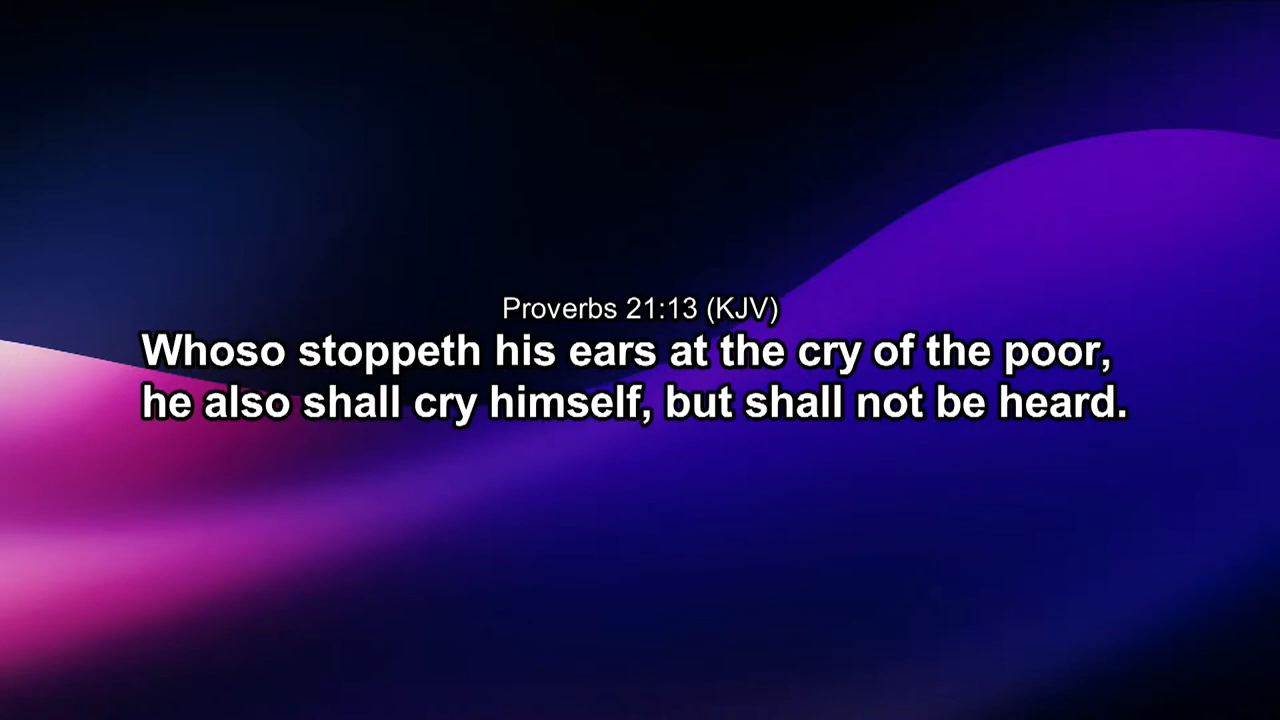 Proverbs 21:13 (KJV)
Whoso stoppeth his ears at the cry of the poor,
he also shall cry himself, but shall not be heard.